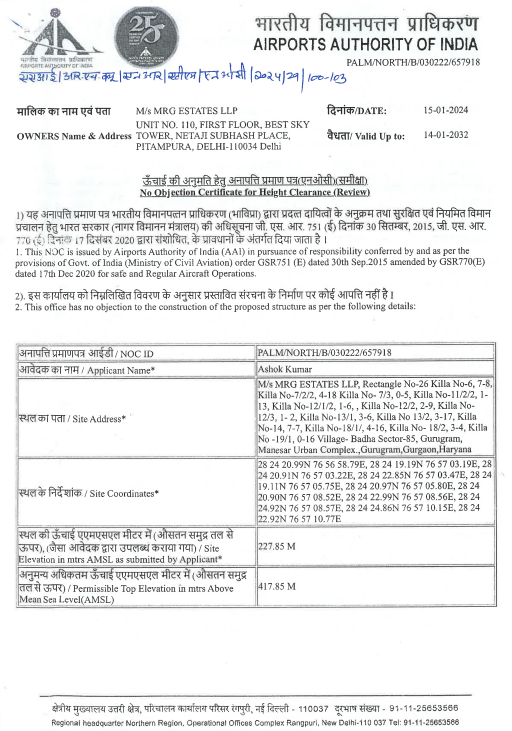 भारतीय विमानपत्तन प्राधिकरण
AIRPORTS AUTHORITY OF INDIA
PALM/NORTH/B/030222/657918
भारतीय विमानपत्तन प्राधिकरण
AIRPORTS AUTHORITY OF INDIA
25
2024/29/100-103
मालिक का नाम एवं पता M/s MRG ESTATES LLP दिनांक/DATE: 15-01-2024
OWNERS Name & Address UNIT NO. 110, FIRST FLOOR, BEST SKY TOWER, NETAJI SUBHASH PLACE, PITAMPURA, DELHI-110034 Delhi वैधता/ Valid Up to: 14-01-2032
ऊँचाई की अनुमति हेतु अनापत्ति प्रमाण पत्र(एनओसी)(समीक्षा)
No Objection Certificate for Height Clearance (Review)
1) यह अनापत्ति प्रमाण पत्र भारतीय विमानपत्तन प्राधिकरण (भाविप्रा) द्वारा प्रदत्त दायित्वों के अनुक्रम तथा सुरक्षित एवं नियमित विमान
प्रचालन हेतु भारत सरकार (नागर विमानन मंत्रालय) की अधिसूचना जी. एस. आर. 751 (ई) दिनांक 30 सितम्बर, 2015, जी. एस. आर.
770 (ई) दिनांक 17 दिसंबर 2020 द्वारा संशोधित, के प्रावधानों के अंतर्गत दिया जाता है ।
1. This NOC is issued by Airports Authority of India (AAI) in pursuance of responsibility conferred by and as per the
provisions of Govt. of India (Ministry of Civil Aviation) order GSR751 (E) dated 30th Sep.2015 amended by GSR770(E)
dated 17th Dec 2020 for safe and Regular Aircraft Operations.
2). इस कार्यालय को निम्नलिखित विवरण के अनुसार प्रस्तावित संरचना के निर्माण पर कोई आपत्ति नहीं है ।
2. This office has no objection to the construction of the proposed structure as per the following details:
अनापत्ति प्रमाणपत्र आईडी / NOC ID PALM/NORTH/B/030222/657918
आवेदक का नाम / Applicant Name* Ashok Kumar
स्थल का पता / Site Address* M/s MRG ESTATES LLP, Rectangle No-26 Killa No-6, 7-8,
Killa No-7/2/2, 4-18 Killa No- 7/3, 0-5, Killa No-11/2/2, 1-
13, Killa No-12/1/2, 1-6, , Killa No-12/2, 2-9, Killa No-
12/3, 1- 2, Killa No-13/1, 3-6, Killa No 13/2, 3-17, Killa
No-14, 7-7, Killa No-18/1/, 4-16, Killa No- 18/2, 3-4, Killa
No -19/1, 0-16 Village- Badha Sector-85, Gurugram,
Manesar Urban Complex.,Gurugram,Gurgaon,Haryana
स्थल के निर्देशांक / Site Coordinates* 28 24 20.99N 76 56 58.79E, 28 24 19.19N 76 57 03.19E, 28
24 20.91N 76 57 03.22E, 28 24 22.85N 76 57 03.47E, 28 24
19.11N 76 57 05.75E, 28 24 20.97N 76 57 05.80E, 28 24
20.90N 76 57 08.52E, 28 24 22.99N 76 57 08.56E, 28 24
24.92N 76 57 08.57E, 28 24 24.86N 76 57 10.15E, 28 24
22.92N 76 57 10.77E
स्थल की ऊँचाई एएमएसएल मीटर में (औसतन समुद्र तल से
ऊपर), (जैसा आवेदक द्वारा उपलब्ध कराया गया) / Site
Elevation in mtrs AMSL as submitted by Applicant* 227.85 M
अनुमन्य अधिकतम ऊँचाई एएमएसएल मीटर में (औसतन समुद्र
तल से ऊपर) / Permissible Top Elevation in mtrs Above
Mean Sea Level(AMSL) 417.85 M
क्षेत्रीय मुख्यालय उत्तरी क्षेत्र, परिचालन कार्यालय परिसर रंगपुरी, नई दिल्ली - 110037 दूरभाष संख्या - 91-11-25653566
Regional headquarter Northern Region, Operational Offices Complex Rangpuri, New Delhi-110 037 Tel: 91-11-25653566